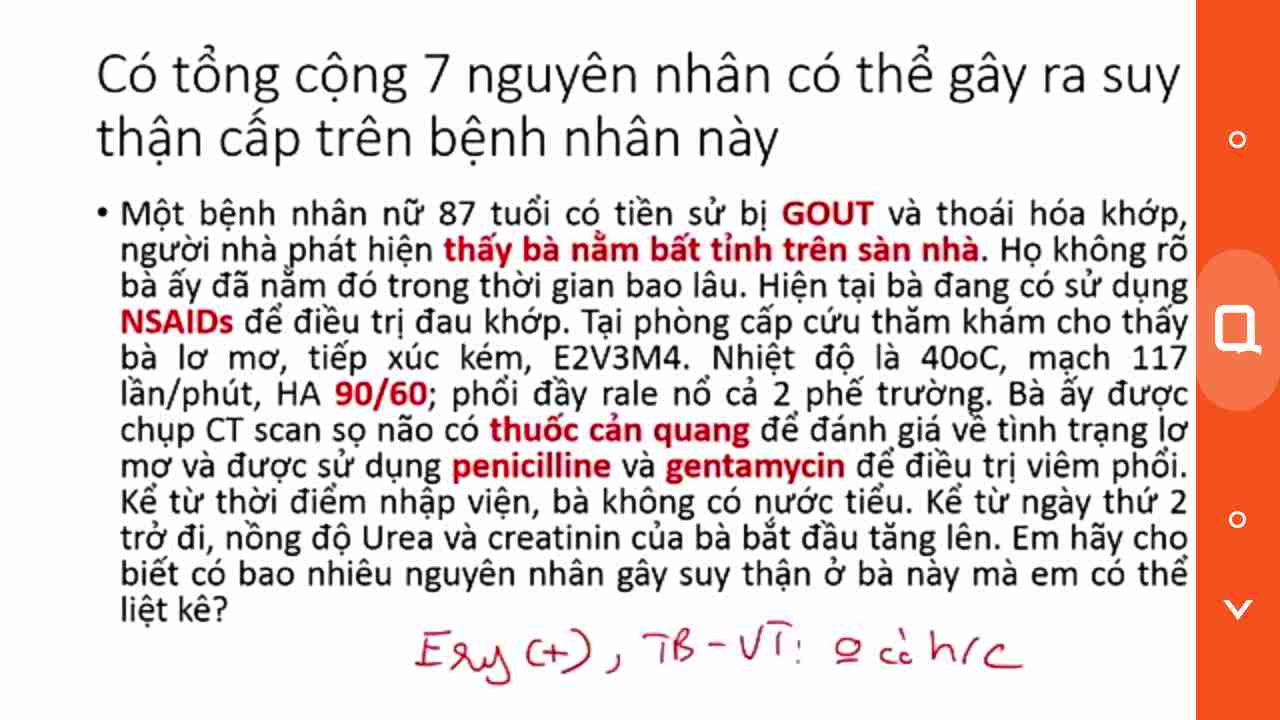 Có tổng cộng 7 nguyên nhân có thể gây ra suy
thận cấp trên bệnh nhân này
• Một bệnh nhân nữ 87 tuổi có tiền sử bị GOUT và thoái hóa khớp,
người nhà phát hiện thấy bà nằm bất tỉnh trên sàn nhà. Họ không rõ
bà ấy đã nằm đó trong thời gian bao lâu. Hiện tại bà đang có sử dụng
NSAIDs để điều trị đau khớp. Tại phòng cấp cứu thăm khám cho thấy
bà lơ mơ, tiếp xúc kém, E2V3M4. Nhiệt độ là 40oC, mạch 117
lần/phút, HA 90/60; phổi đầy rale nổ cả 2 phế trường. Bà ấy được
chụp CT scan sọ não có thuốc cản quang để đánh giá về tình trạng lơ
mơ và được sử dụng penicilline và gentamycin để điều trị viêm phổi.
Kể từ thời điểm nhập viện, bà không có nước tiểu. Kể từ ngày thứ 2
trở đi, nồng độ Urea và creatinin của bà bắt đầu tăng lên. Em hãy cho
biết có bao nhiêu nguyên nhân gây suy thận ở bà này mà em có thể
liệt kê?
Ery (+), TB - VT: có h/c